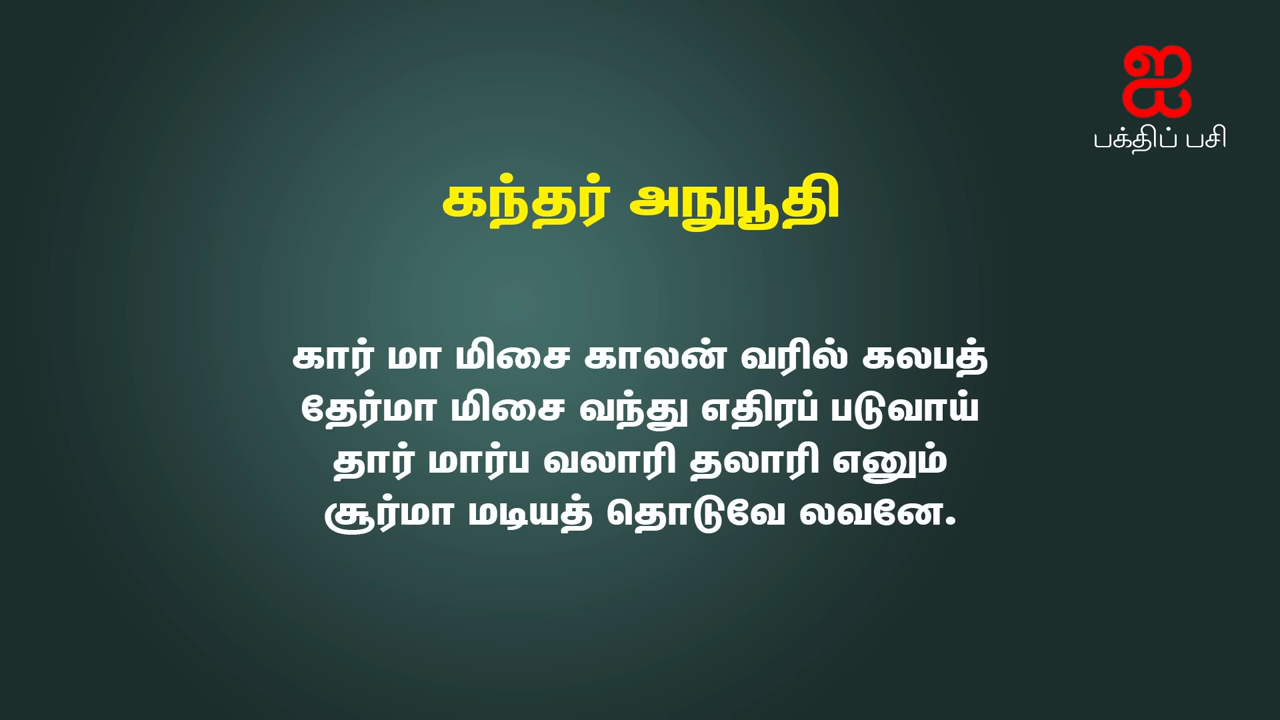 ஐ
பக்திப் பசி
கந்தர் அநுபூதி
கார் மா மிசை காலன் வரில் கலபத்
தேர்மா மிசை வந்து எதிரப் படுவாய்
தார் மார்ப வலாரி தலாரி எனும்
சூர்மா மடியத் தொடுவே லவனே.